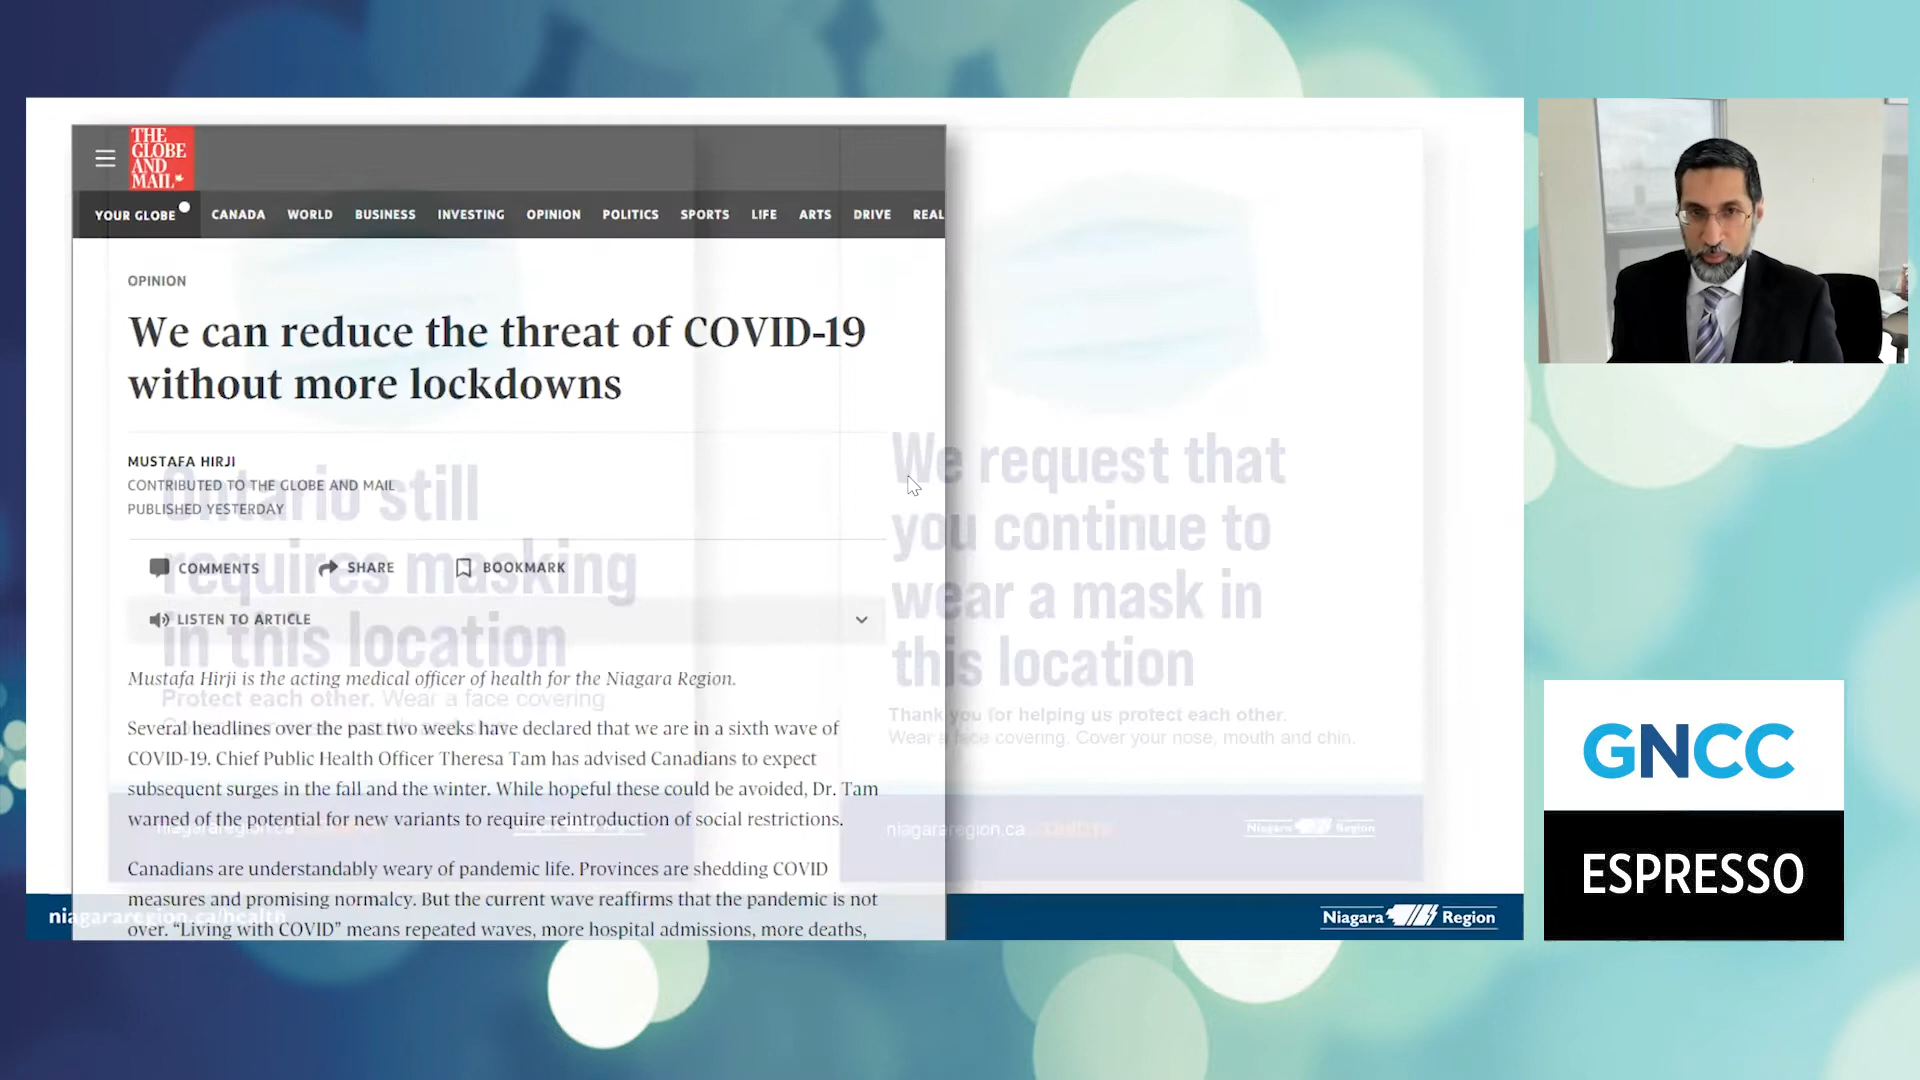 THE
GLOBE
AND
MAIL
YOUR GLOBE CANADA WORLD BUSINESS INVESTING OPINION POLITICS SPORTS LIFE ARTS DRIVE REAL
OPINION
We can reduce the threat of COVID-19
without more lockdowns
MUSTAFA HIRJI
CONTRIBUTED TO THE GLOBE AND MAIL
PUBLISHED YESTERDAY
COMMENTS SHARE BOOKMARK
LISTEN TO ARTICLE
Mustafa Hirji is the acting medical officer of health for the Niagara Region.
Several headlines over the past two weeks have declared that we are in a sixth wave of
COVID-19. Chief Public Health Officer Theresa Tam has advised Canadians to expect
subsequent surges in the fall and the winter. While hopeful these could be avoided, Dr. Tam
warned of the potential for new variants to require reintroduction of social restrictions.
Canadians are understandably weary of pandemic life. Provinces are shedding COVID
measures and promising normalcy. But the current wave reaffirms that the pandemic is not
over. “Living with COVID” means repeated waves, more hospital admissions, more deaths,
Ontario still
requires masking
in this location
Protect each other. Wear a face covering
niagararegion.ca
We request that
you continue to
wear a mask in
this location
Thank you for helping us protect each other.
Wear a face covering. Cover your nose, mouth and chin.
niagararegion.ca
Niagara Region
niagararegion.ca/health
Niagara Region
GNCC
ESPRESSO